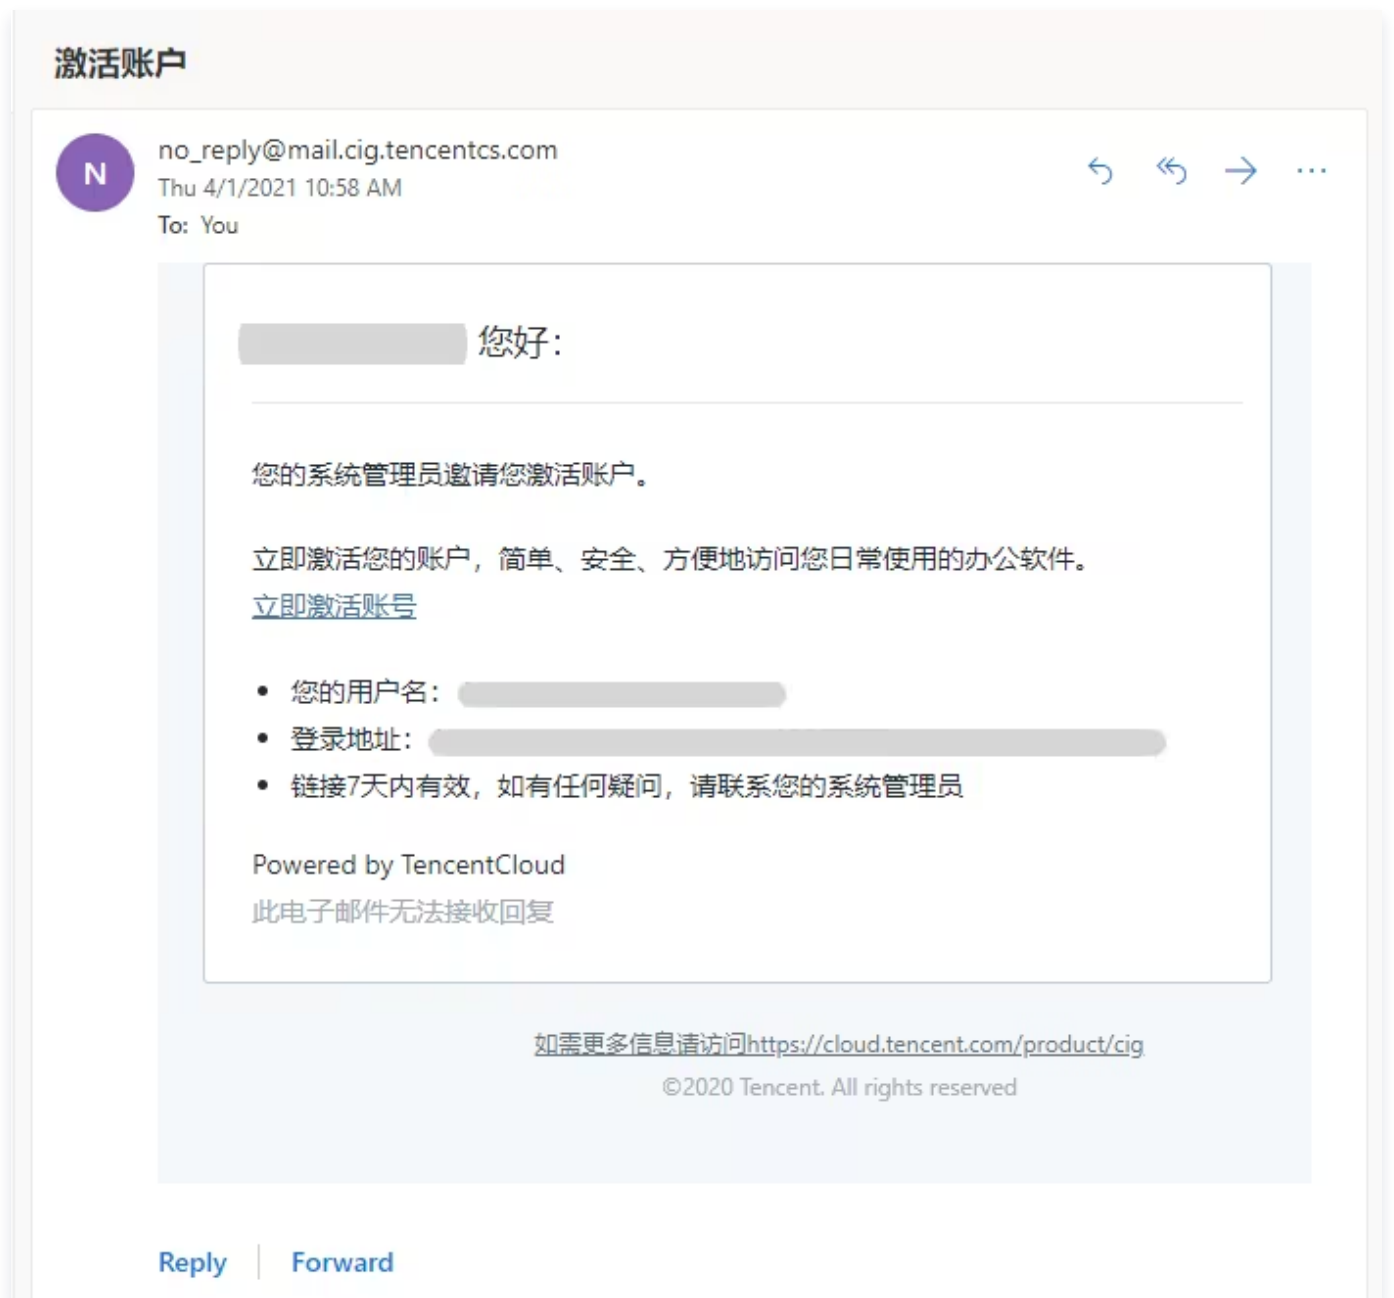 激活账户
N
no_reply@mail.cig.tencentcs.com
Thu 4/1/2021 10:58 AM
To: You
您好：
您的系统管理员邀请您激活账户。
立即激活您的账户，简单、安全、方便地访问您日常使用的办公软件。
立即激活账号
您的用户名：
登录地址：
链接7天内有效，如有任何疑问，请联系您的系统管理员
Powered by TencentCloud
此电子邮件无法接收回复
如需更多信息请访问https://cloud.tencent.com/product/cig
©2020 Tencent. All rights reserved
Reply
Forward